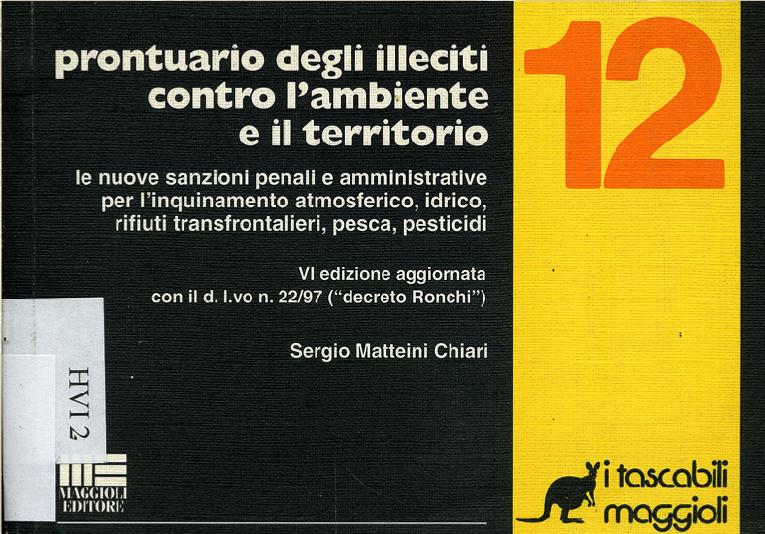 prontuario degli illeciti
contro l'ambiente
e il territorio
le nuove sanzioni penali e amministrative
per l'inquinamento atmosferico, idrico,
rifiuti transfrontalieri, pesca, pesticidi
VI edizione aggiornata
con il d. l.vo n. 22/97 ("decreto Ronchi")
Sergio Matteini Chiari
HVI 2
MAGGIOLI
EDITORE
12
i tascabili
maggioli